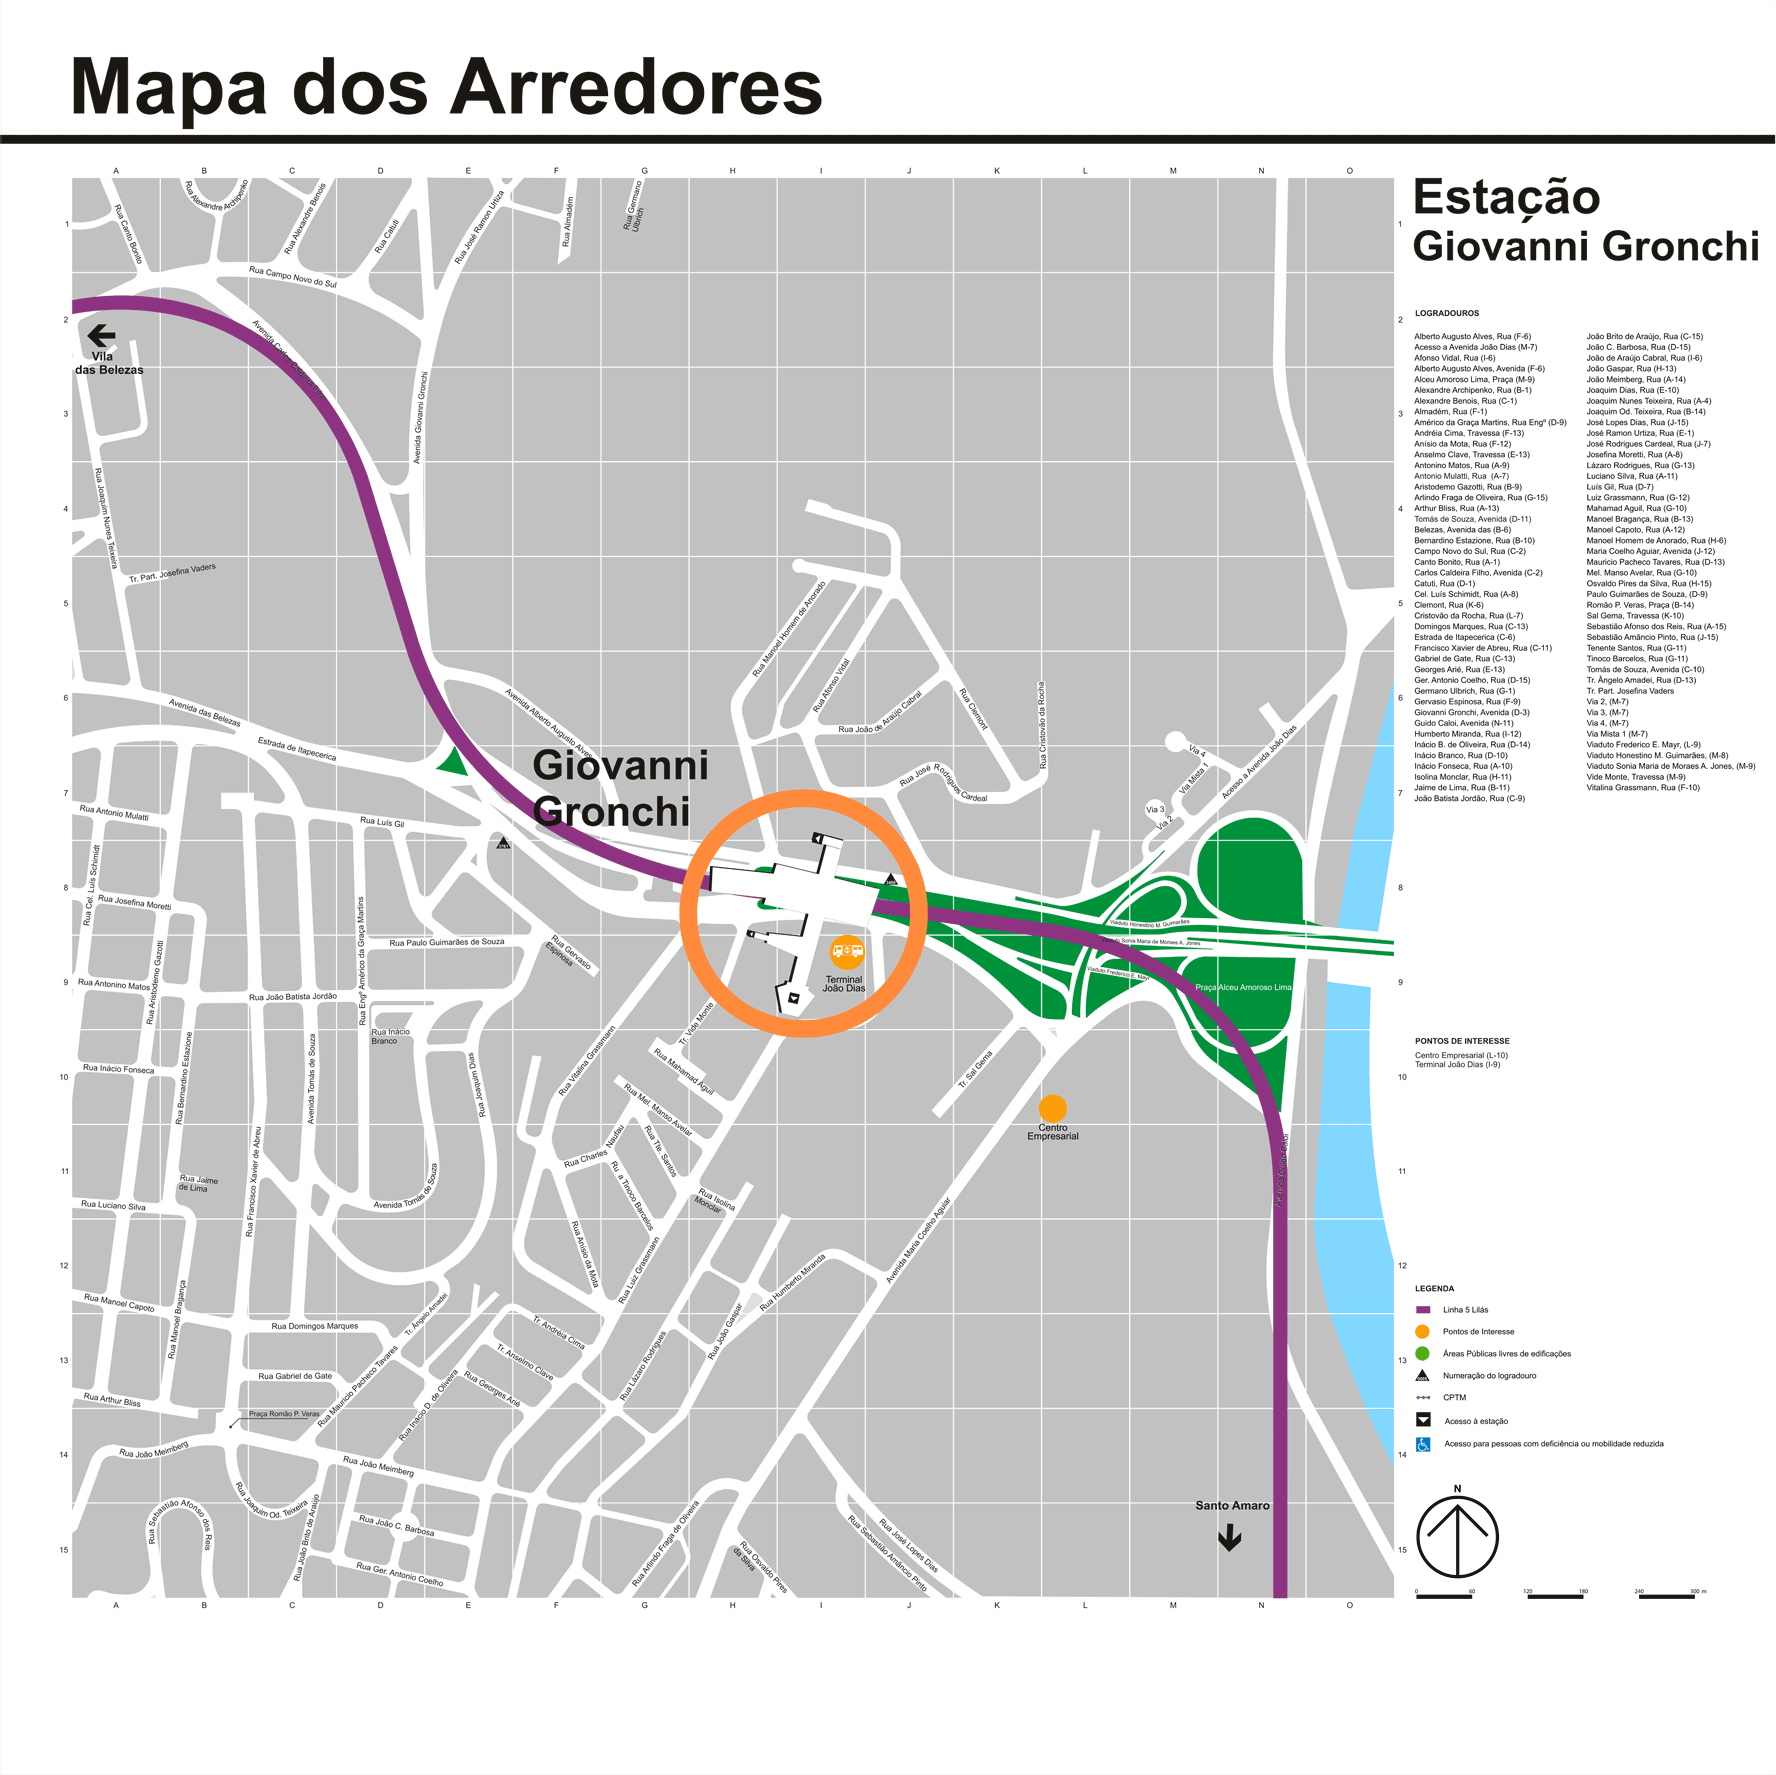 Mapa dos Arredores
Estação
Giovanni Gronchi
LOGRADOUROS
Alberto Augusto Alves, Rua (F-6)
Acesso a Avenida João Dias (M-7)
Afonso Vidal, Rua (I-6)
Alberto Augusto Alves, Avenida (F-6)
Alceu Amoroso Lima, Praça (M-9)
Alexandre Archipenko, Rua (B-1)
Alexandre Benois, Rua (C-1)
Almadém, Rua (F-1)
Américo da Graça Martins, Rua Engº (D-9)
Andréia Cima, Travessa (F-13)
Anísio da Mota, Rua (F-12)
Anselmo Clave, Travessa (E-13)
Antonino Matos, Rua (A-9)
Antonio Mulatti, Rua (A-7)
Aristodemo Gazotti, Rua (B-9)
Arlindo Fraga de Oliveira, Rua (G-15)
Arthur Bliss, Rua (A-13)
Tomás de Souza, Avenida (D-11)
Belezas, Avenida das (B-6)
Bernardino Estazione, Rua (B-10)
Campo Novo do Sul, Rua (C-2)
Canto Bonito, Rua (A-1)
Carlos Caldeira Filho, Avenida (C-2)
Catuti, Rua (D-1)
Cel. Luís Schimidt, Rua (A-8)
Clemont, Rua (K-6)
Cristovão da Rocha, Rua (L-7)
Domingos Marques, Rua (C-13)
Estrada de Itapecerica (C-6)
Francisco Xavier de Abreu, Rua (C-11)
Gabriel de Gate, Rua (C-13)
Georges Arié, Rua (E-13)
Ger. Antonio Coelho, Rua (D-15)
Germano Ulbrich, Rua (G-1)
Gervasio Espinosa, Rua (F-9)
Giovanni Gronchi, Avenida (D-3)
Guido Caloi, Avenida (N-11)
Humberto Miranda, Rua (I-12)
Inácio B. de Oliveira, Rua (D-14)
Inácio Branco, Rua (D-10)
Inácio Fonseca, Rua (A-10)
Isolina Monclar, Rua (H-11)
Jaime de Lima, Rua (B-11)
João Batista Jordão, Rua (C-9)
João Brito de Araújo, Rua (C-15)
João C. Barbosa, Rua (D-15)
João de Araújo Cabral, Rua (I-6)
João Gaspar, Rua (H-13)
João Meimberg, Rua (A-14)
Joaquim Dias, Rua (E-10)
Joaquim Nunes Teixeira, Rua (A-4)
Joaquim Od. Teixeira, Rua (B-14)
José Lopes Dias, Rua (J-15)
José Ramon Urtiza, Rua (E-1)
José Rodrigues Cardeal, Rua (J-7)
Josefina Moretti, Rua (A-8)
Lázaro Rodrigues, Rua (G-13)
Luciano Silva, Rua (A-11)
Luís Gil, Rua (D-7)
Luiz Grassmann, Rua (G-12)
Mahamad Aguil, Rua (G-10)
Manoel Bragança, Rua (B-13)
Manoel Capoto, Rua (A-12)
Manoel Homem de Anorado, Rua (H-6)
Maria Coelho Aguiar, Avenida (J-12)
Mauricio Pacheco Tavares, Rua (D-13)
Mel. Manso Avelar, Rua (G-10)
Osvaldo Pires da Silva, Rua (H-15)
Paulo Guimarães de Souza, (D-9)
Romão P. Veras, Praça (B-14)
Sal Gema, Travessa (K-10)
Sebastião Afonso dos Reis, Rua (A-15)
Sebastião Amâncio Pinto, Rua (J-15)
Tenente Santos, Rua (G-11)
Tinoco Barcelos, Rua (G-11)
Tomás de Souza, Avenida (C-10)
Tr. Ângelo Amadei, Rua (D-13)
Tr. Part. Josefina Vaders
Via 2, (M-7)
Via 3, (M-7)
Via 4, (M-7)
Via Mista 1 (M-7)
Viaduto Frederico E. Mayr, (L-9)
Viaduto Honestino M. Guimarães, (M-8)
Viaduto Sonia Maria de Moraes A. Jones, (M-9)
Vide Monte, Travessa (M-9)
Vitalina Grassmann, Rua (F-10)
PONTOS DE INTERESSE
Centro Empresarial (L-10)
Terminal João Dias (I-9)
LEGENDA
Linha 5 Lilás
Pontos de Interesse
Áreas Públicas livres de edificações
Numeração do logradouro
CPTM
Acesso à estação
Acesso para pessoas com deficiência ou mobilidade reduzida
N
0 60 120 180 240 300 m
A B C D E F G H I J K L M N O
1 1
2 2
3 3
4 4
5 5
6 6
7 7
8 8
9 9
10 10
11 11
12 12
13 13
14 14
15 15
A B C D E F G H I J K L M N O
Rua Canto Bonito
Rua Alexandre Archipenko
Rua Alexandre Benois
Rua Catuti
Rua José Ramon Urtiza
Rua Almadém
Rua Germano
Ulbrich
Rua Campo Novo do Sul
Vila
das Belezas
Avenida Carlos Caldeira Filho
Avenida Giovanni Gronchi
Rua Joaquim Nunes Teixeira
Tr. Part. Josefina Vaders
Rua Manoel Homem de Anorado
Rua Afonso Vidal
Rua João de Araújo Cabral
Rua Clemont
Rua Cristovão da Rocha
Rua José Rodrigues Cardeal
Avenida das Belezas
Estrada de Itapecerica
Avenida Alberto Augusto Alves
Giovanni
Gronchi
Via 4
Via Mista 1
Via 3
Via 2
Acesso a Avenida João Dias
Rua Antonio Mulatti
Rua Luís Gil
Rua Cel. Luís Schimidt
Rua Josefina Moretti
Rua Aristodemo Gazotti
Rua Antonino Matos
Rua Engº Américo da Graça Martins
Rua Paulo Guimarães de Souza
Rua Gervasio
Espinosa
Rua João Batista Jordão
Rua Inácio
Branco
Terminal
João Dias
Viaduto Honestino M. Guimarães
Viaduto Sonia Maria de Moraes A. Jones
Viaduto Frederico E. Mayr
Praça Alceu Amoroso Lima
Rua Inácio Fonseca
Rua Bernardino Estazione
Avenida Tomás de Souza
Rua Joaquim Dias
Rua Vitalina Grassmann
Tr. Vide Monte
Rua Mahamad Aguil
Rua Mel. Manso Avelar
Tr. Sal Gema
Centro
Empresarial
Rua Francisco Xavier de Abreu
Rua Jaime
de Lima
Rua Luciano Silva
Avenida Tomás de Souza
Rua Charles Naufau
Rua Tte. Santos
Ru a Tinoco Barcelos
Rua Isolina
Monclar
Rua Anísio da Mota
Rua Luiz Grassmann
Rua Humberto Miranda
Avenida Maria Coelho Aguiar
Avenida Guido Caloi
Rua Manoel Capoto
Rua Manoel Bragança
Rua Domingos Marques
Tr. Ângelo Amadei
Tr. Andréia Cima
Tr. Anselmo Clave
Rua Georges Arié
Rua João Gaspar
Rua Lázaro Rodrigues
Rua Gabriel de Gate
Rua Mauricio Pacheco Tavares
Rua Inácio D. de Oliveira
Rua Arthur Bliss
Praça Romão P. Veras
Rua João Meimberg
Rua João Meimberg
Rua Joaquim Od. Teixeira
Rua Sebastião Afonso dos Reis
Rua João Brito de Araújo
Rua João C. Barbosa
Rua Ger. Antonio Coelho
Rua Arlindo Fraga de Oliveira
Rua Osvaldo Pires
da Silva
Rua José Lopes Dias
Rua Sebastião Amâncio Pinto
Santo Amaro